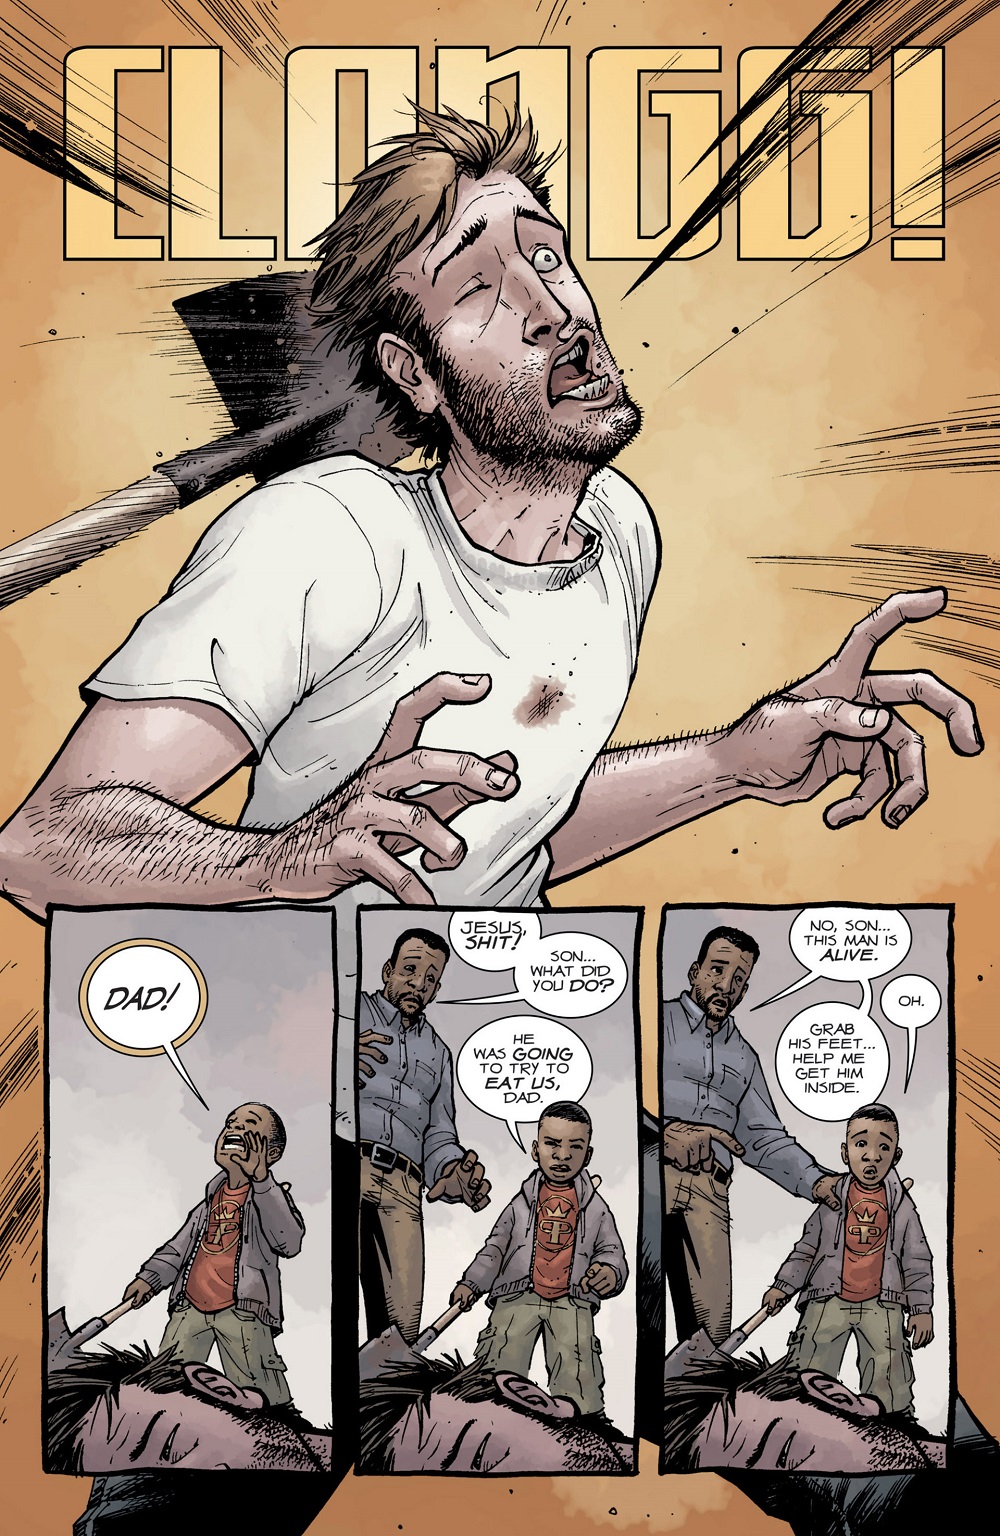 CLANGG!
DAD!
JESUS,
SHIT!
SON...
WHAT DID
YOU DO?
HE
WAS GOING
TO TRY TO
EAT US,
DAD.
NO, SON...
THIS MAN IS
ALIVE.
GRAB
HIS FEET...
HELP ME
GET HIM
INSIDE.
OH.